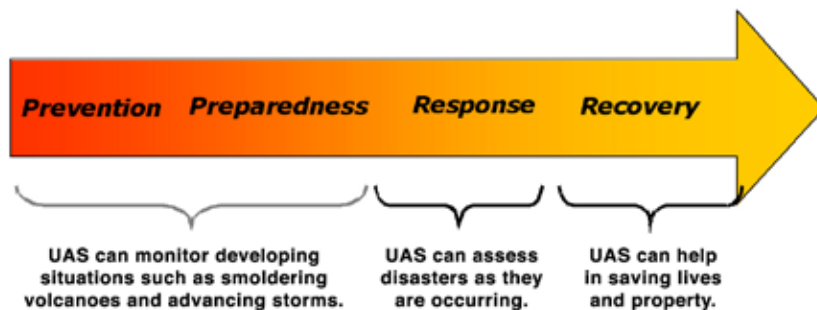 Prevention Preparedness Response Recovery
UAS can monitor developing
situations such as smoldering
volcanoes and advancing storms.
UAS can assess
disasters as they
are occurring.
UAS can help
in saving lives
and property.